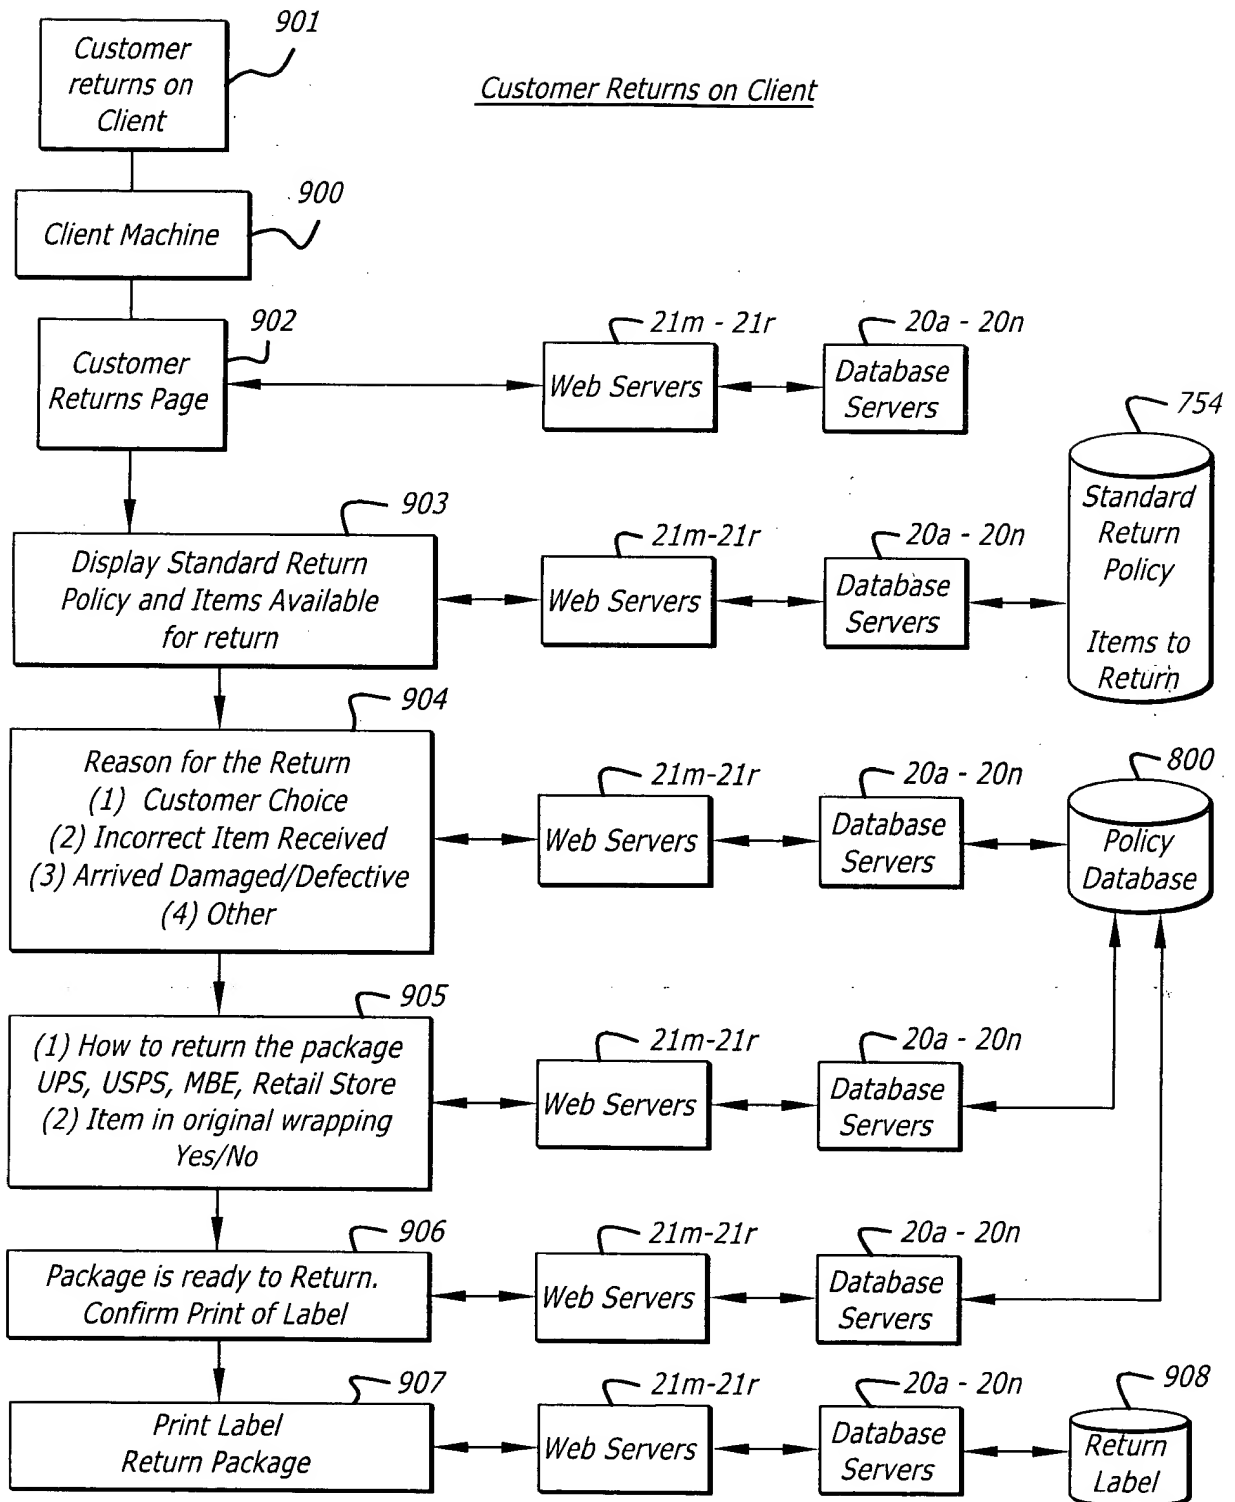 901
Customer
returns on
Client
Customer Returns on Client
900
Client Machine
902
Customer
Returns Page
21m - 21r
Web Servers
20a - 20n
Database
Servers
754
Standard
Return
Policy
Items to
Return
903
Display Standard Return
Policy and Items Available
for return
21m-21r
Web Servers
20a - 20n
Database
Servers
904
Reason for the Return
(1) Customer Choice
(2) Incorrect Item Received
(3) Arrived Damaged/Defective
(4) Other
21m-21r
Web Servers
20a - 20n
Database
Servers
800
Policy
Database
905
(1) How to return the package
UPS, USPS, MBE, Retail Store
(2) Item in original wrapping
Yes/No
21m-21r
Web Servers
20a - 20n
Database
Servers
906
Package is ready to Return.
Confirm Print of Label
21m-21r
Web Servers
20a - 20n
Database
Servers
907
Print Label
Return Package
21m-21r
Web Servers
20a - 20n
Database
Servers
908
Return
Label